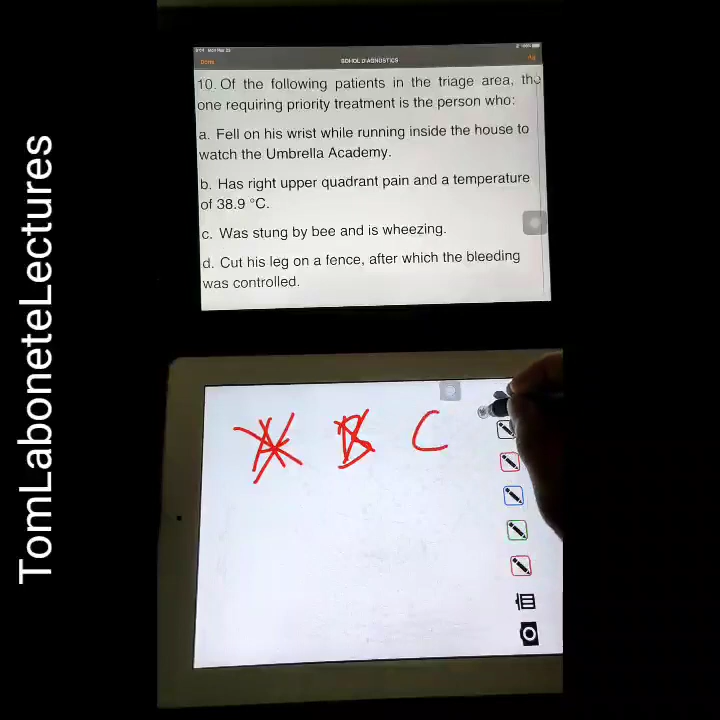 TomLaboneteLectures
Done
GOHOL DIAGNOSTICS
10. Of the following patients in the triage area, the
one requiring priority treatment is the person who:
a. Fell on his wrist while running inside the house to
watch the Umbrella Academy.
b. Has right upper quadrant pain and a temperature
of 38.9 °C.
c. Was stung by bee and is wheezing.
d. Cut his leg on a fence, after which the bleeding
was controlled.
A B C